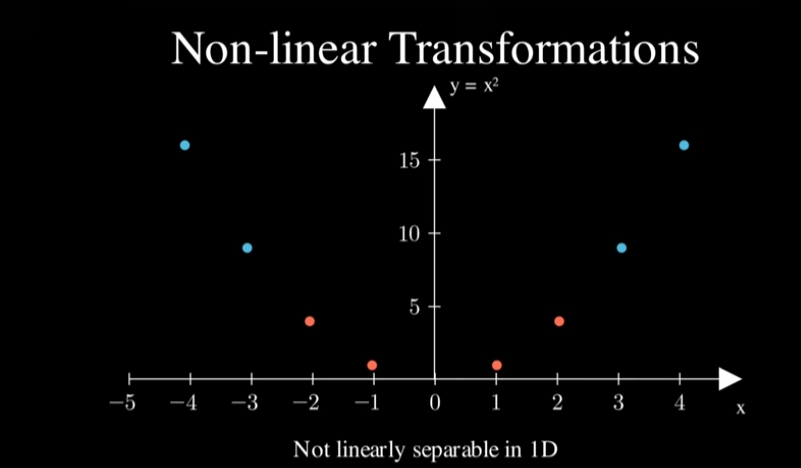 Non-linear Transformations
y = x²
15
10
5
−5 −4 −3 −2 −1 0 1 2 3 4 x
Not linearly separable in 1D